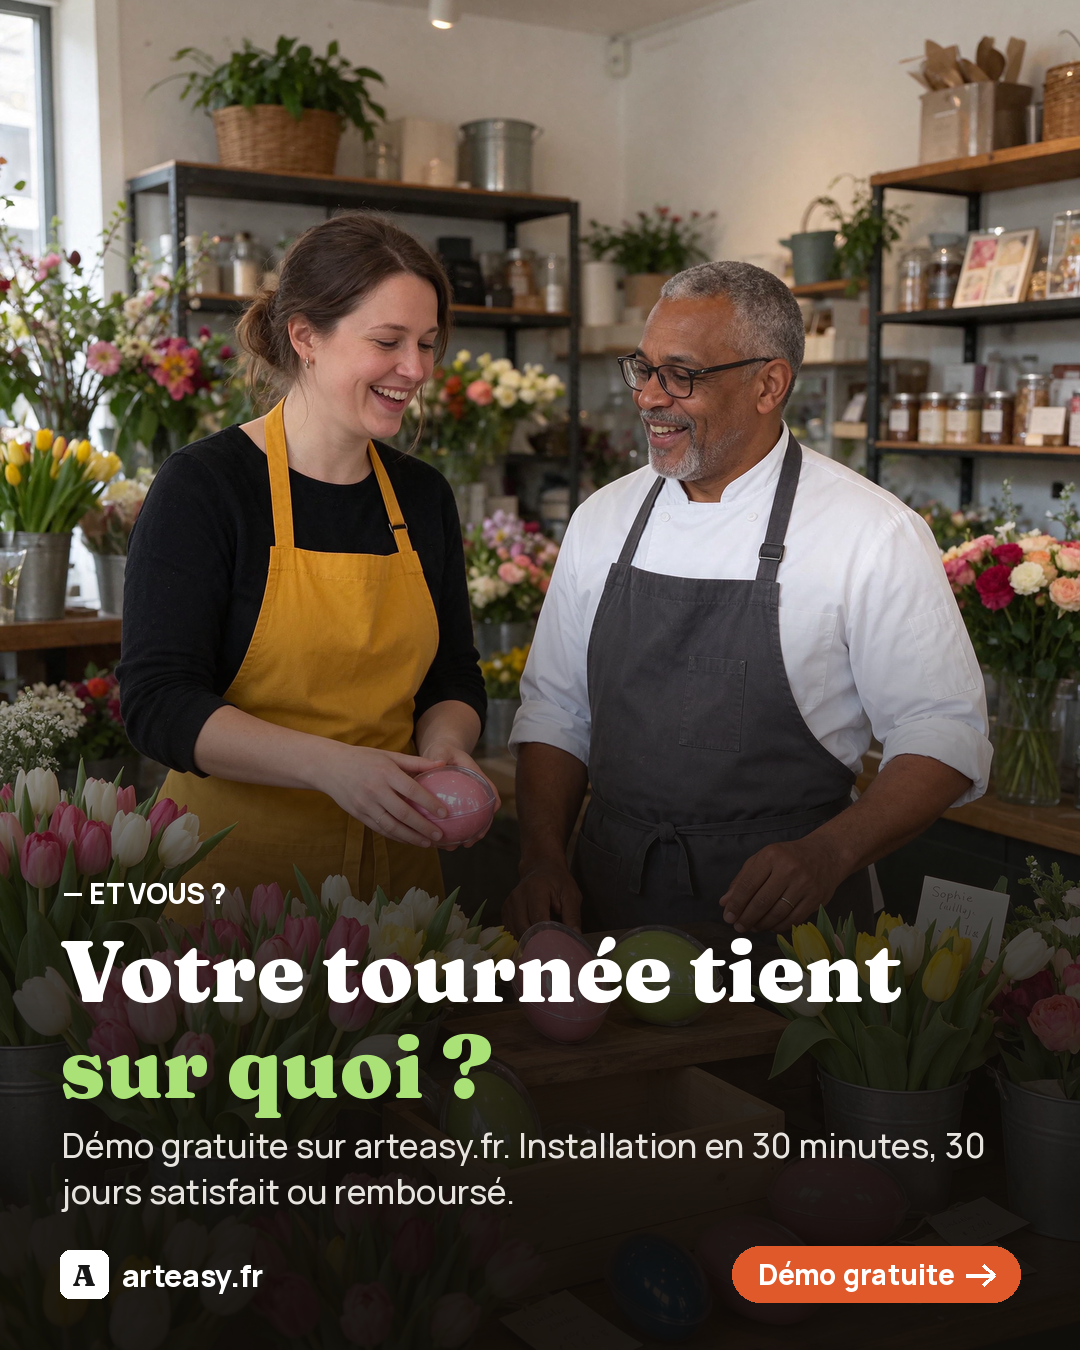 — ET VOUS ?
Votre tournée tient
sur quoi ?
Démo gratuite sur arteasy.fr. Installation en 30 minutes, 30
jours satisfait ou remboursé.
A arteasy.fr
Démo gratuite →
Sophie